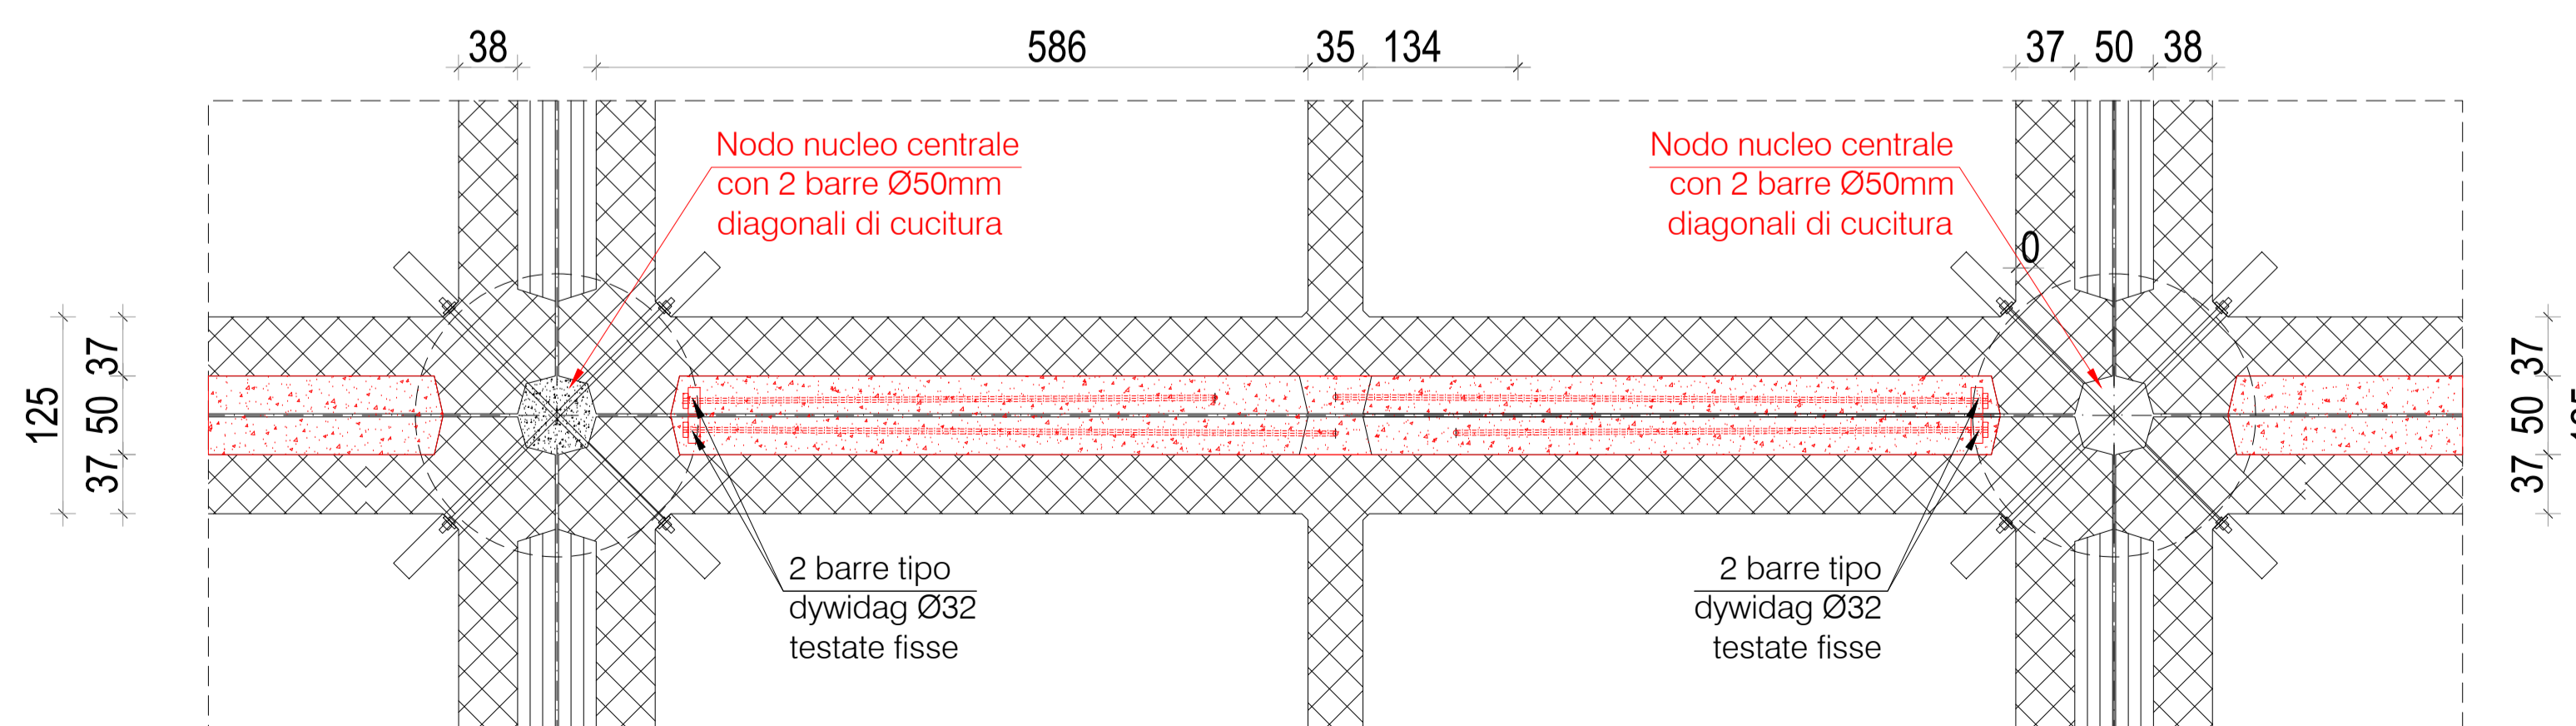 38 586 35 134 37 50 38
Nodo nucleo centrale
con 2 barre Ø50mm
diagonali di cucitura
Nodo nucleo centrale
con 2 barre Ø50mm
diagonali di cucitura
0
125
37
50
37
37
50
37
2 barre tipo
dywidag Ø32
testate fisse
2 barre tipo
dywidag Ø32
testate fisse